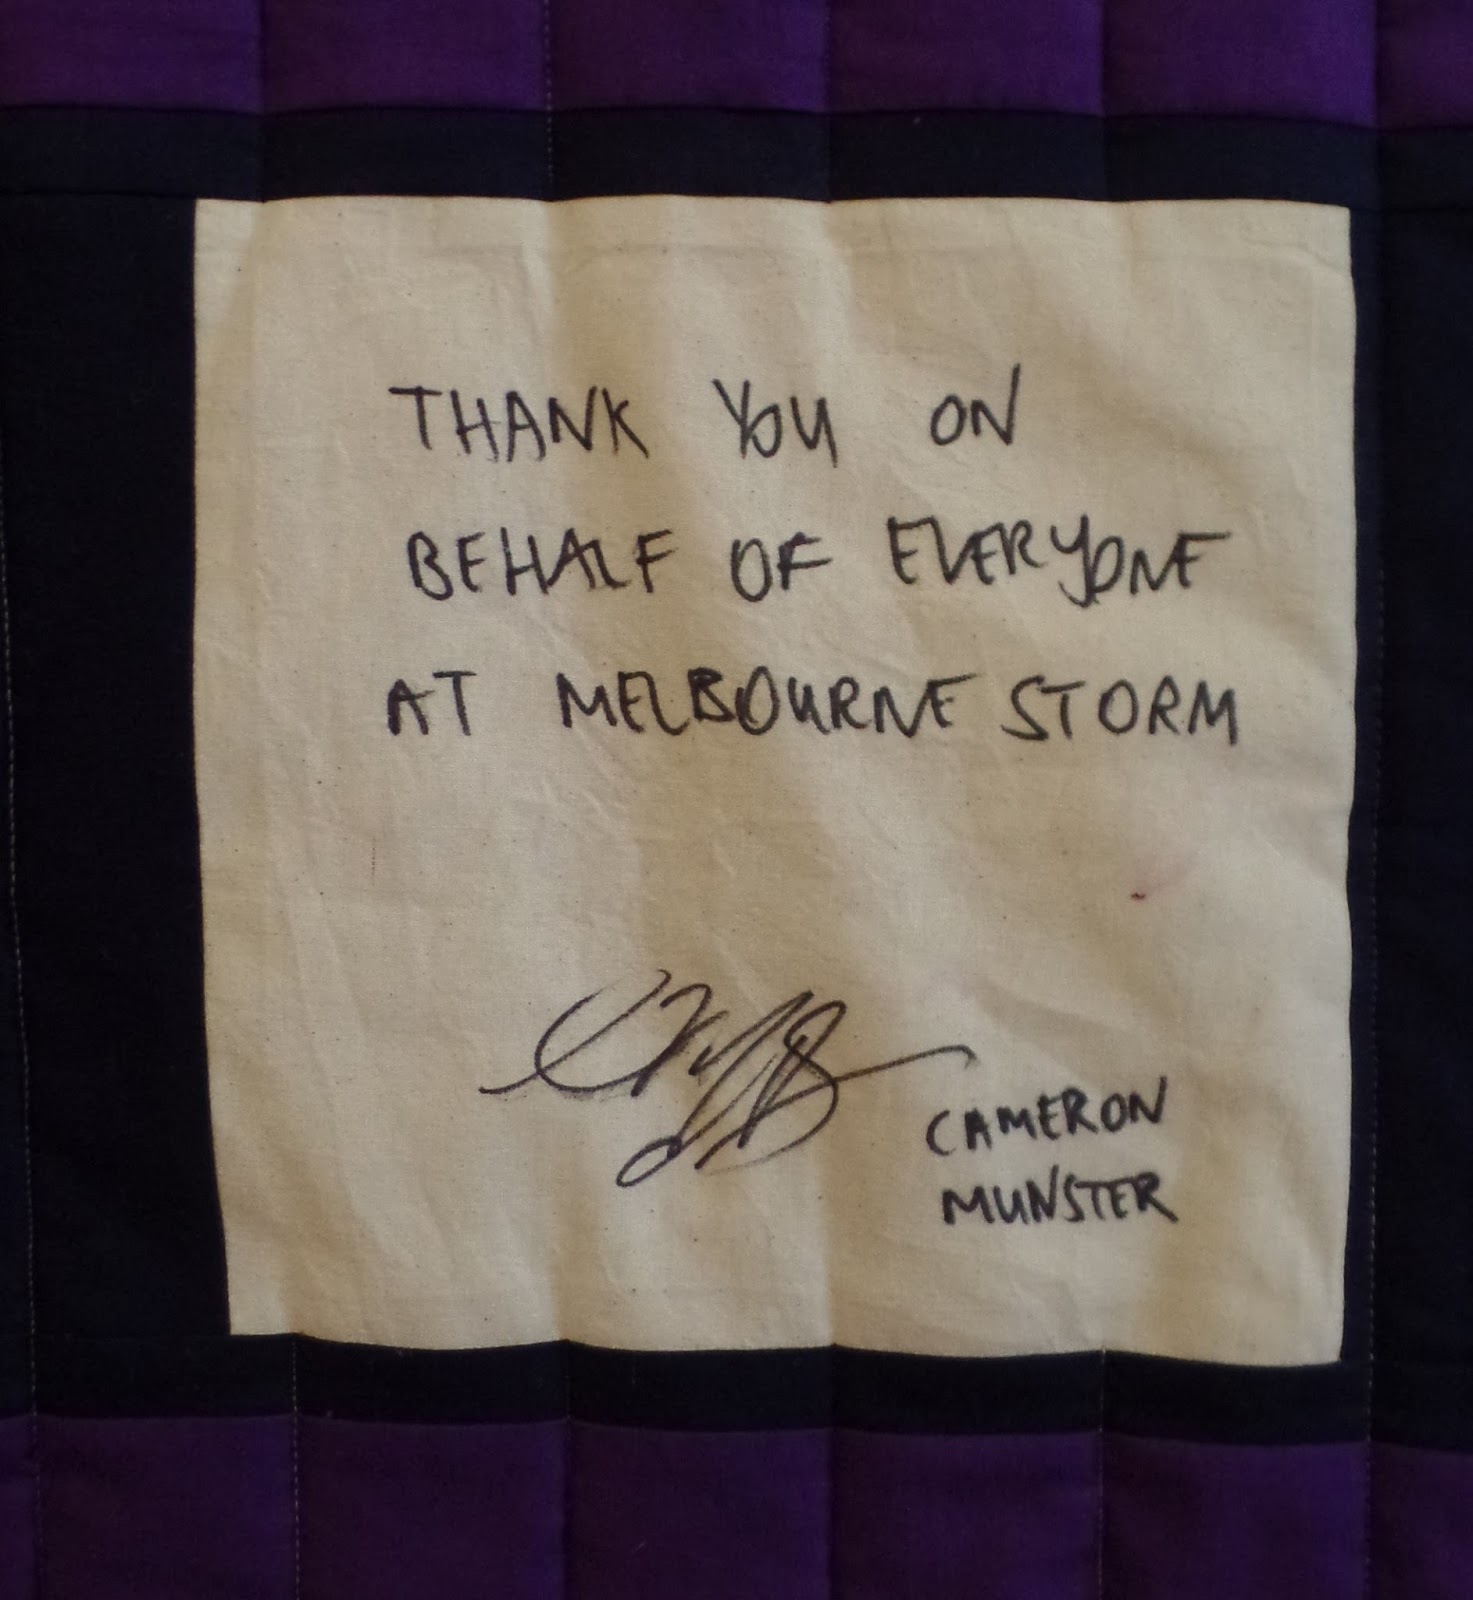 THANK YOU ON
BEHALF OF EVERYONE
AT MELBOURNE STORM
CAMERON
MUNSTER